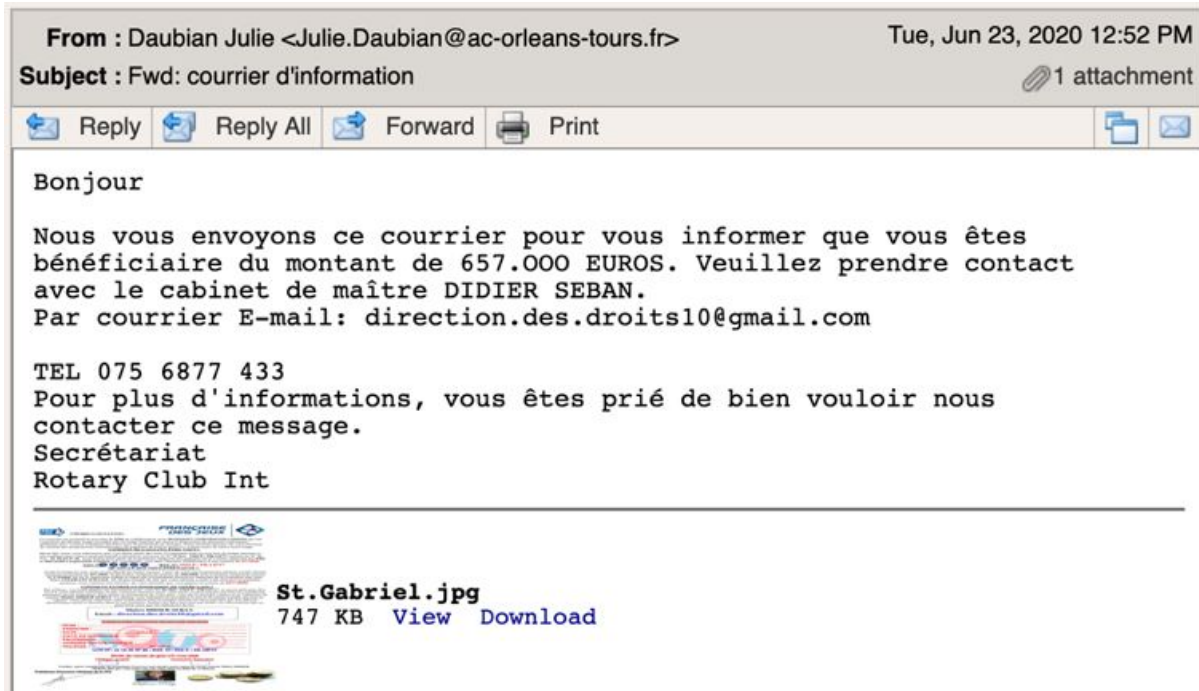 From : Daubian Julie <Julie.Daubian@ac-orleans-tours.fr> Tue, Jun 23, 2020 12:52 PM
Subject : Fwd: courrier d'information 1 attachment
Reply Reply All Forward Print
Bonjour
Nous vous envoyons ce courrier pour vous informer que vous êtes
bénéficiaire du montant de 657.OOO EUROS. Veuillez prendre contact
avec le cabinet de maître DIDIER SEBAN.
Par courrier E-mail: direction.des.droits10@gmail.com
TEL 075 6877 433
Pour plus d'informations, vous êtes prié de bien vouloir nous
contacter ce message.
Secrétariat
Rotary Club Int
FRANÇAISE
DES JEUX
St.Gabriel.jpg
747 KB View Download